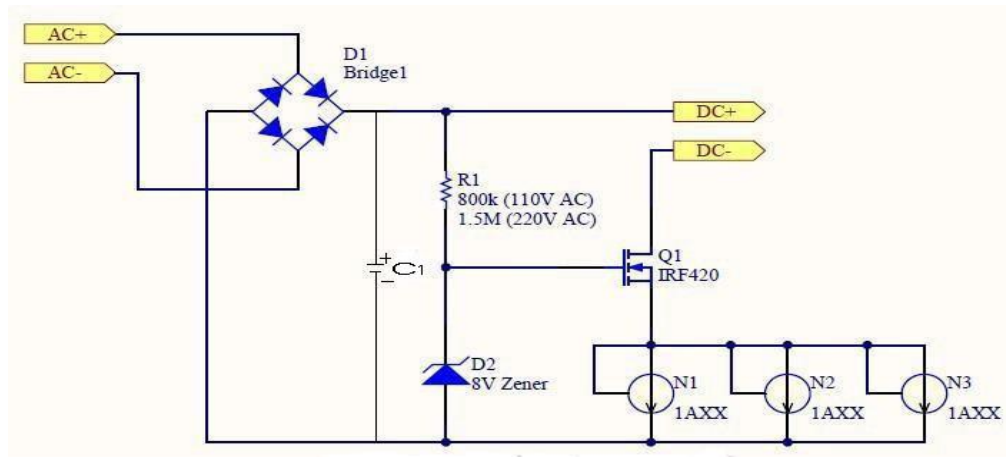 AC+
AC-
D1
Bridge1
DC+
DC-
R1
800k (110V AC)
1.5M (220V AC)
+
C1
-
Q1
IRF420
D2
8V Zener
N1
1AXX
N2
1AXX
N3
1AXX